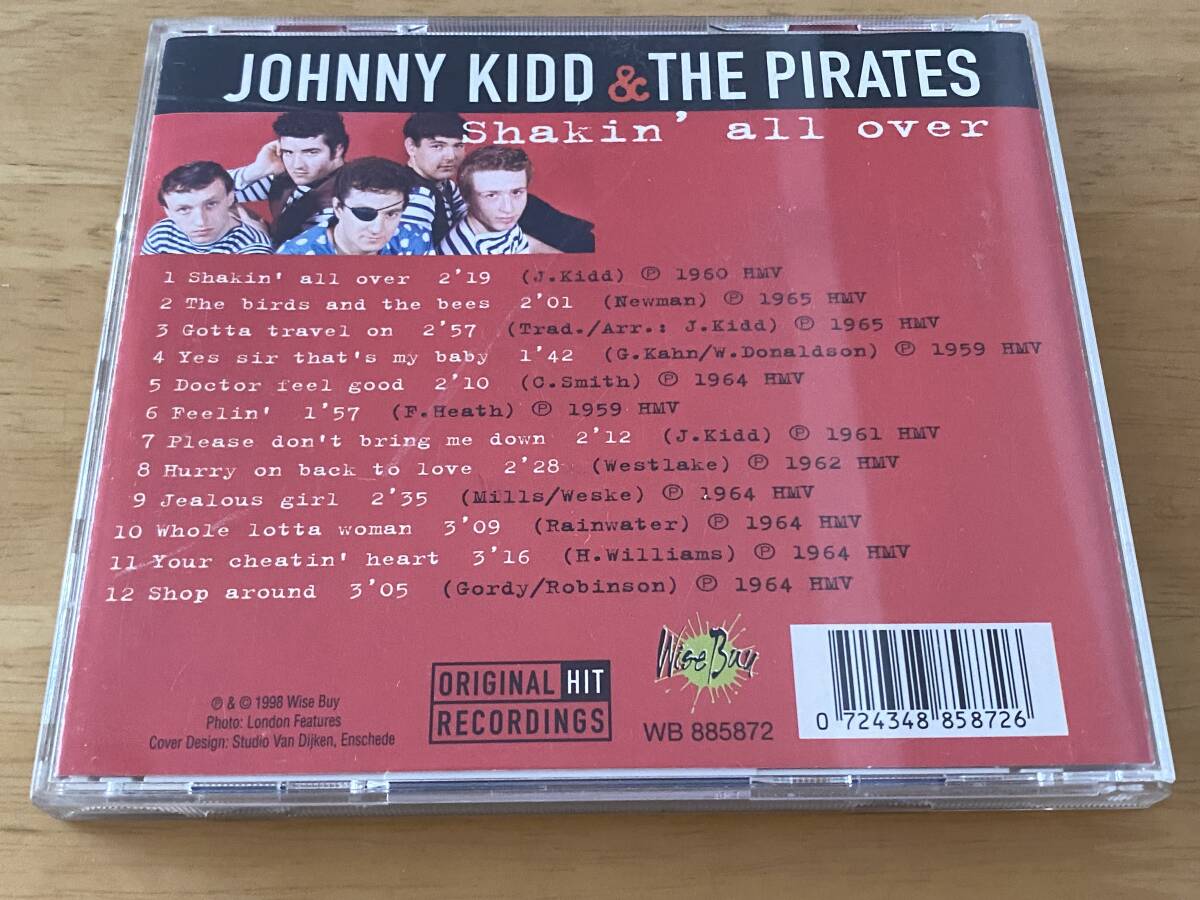 JOHNNY KIDD & THE PIRATES
Shakin' all over
1 Shakin' all over 2'19 (J.Kidd) ℗ 1960 HMV
2 The birds and the bees 2'01 (Newman) ℗ 1965 HMV
3 Gotta travel on 2'57 (Trad./Arr.: J.Kidd) ℗ 1965 HMV
4 Yes sir that's my baby 1'42 (G.Kahn/W.Donaldson) ℗ 1959 HMV
5 Doctor feel good 2'10 (C.Smith) ℗ 1964 HMV
6 Feelin' 1'57 (F.Heath) ℗ 1959 HMV
7 Please don't bring me down 2'12 (J.Kidd) ℗ 1961 HMV
8 Hurry on back to love 2'28 (Westlake) ℗ 1962 HMV
9 Jealous girl 2'35 (Mills/Weske) ℗ 1964 HMV
10 Whole lotta woman 3'09 (Rainwater) ℗ 1964 HMV
11 Your cheatin' heart 3'16 (H.Williams) ℗ 1964 HMV
12 Shop around 3'05 (Gordy/Robinson) ℗ 1964 HMV
℗ & © 1998 Wise Buy
Photo: London Features
Cover Design: Studio Van Dijken, Enschede
ORIGINAL HIT
RECORDINGS
Wise Buy
WB 885872
0 724348 858726